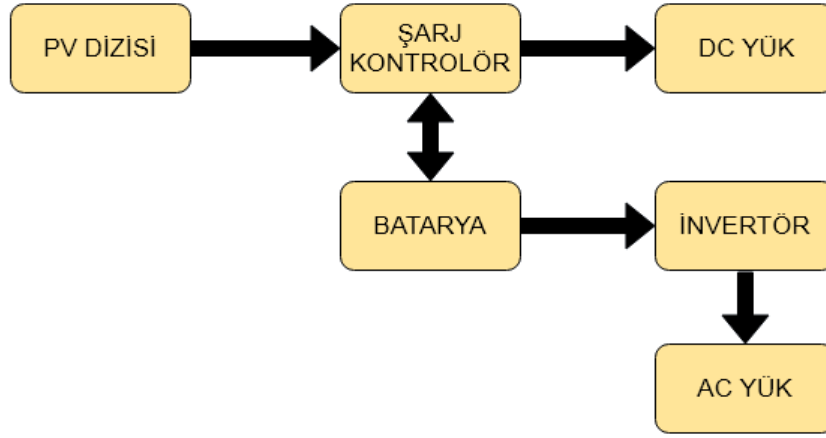 PV DİZİSİ
ŞARJ
KONTROLÖR
DC YÜK
BATARYA
İNVERTÖR
AC YÜK